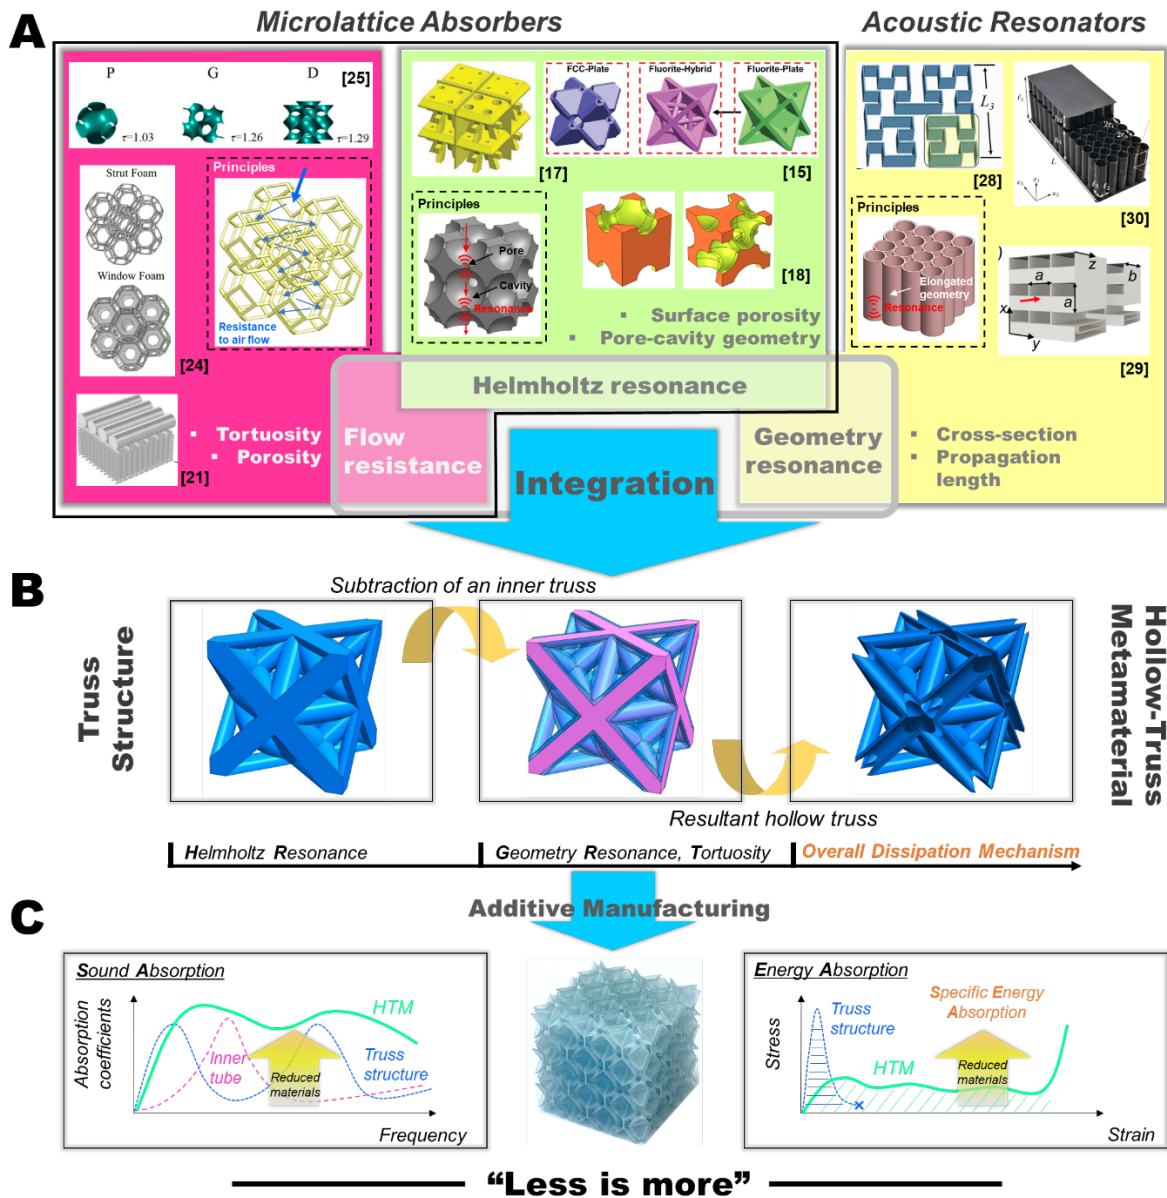 A
Microlattice Absorbers
Acoustic Resonators
P
G
D
[25]
τ=1.03
τ=1.26
τ=1.29
Strut Foam
Window Foam
[24]
Principles
Resistance
to air flow
[21]
▪ Tortuosity
▪ Porosity
Flow
resistance
[17]
FCC-Plate
Fluorite-Hybrid
Fluorite-Plate
[15]
Principles
Pore
Cavity
Resonance
[18]
▪ Surface porosity
▪ Pore-cavity geometry
Helmholtz resonance
L3
[28]
[30]
L
x3
x1
x2
Principles
Elongated
geometry
Resonance
)
z
b
a
a
x
y
[29]
Geometry
resonance
▪ Cross-section
▪ Propagation
length
Integration
B
Subtraction of an inner truss
Truss
Structure
Hollow-Truss
Metamaterial
Resultant hollow truss
Helmholtz Resonance
Geometry Resonance, Tortuosity
Overall Dissipation Mechanism
C
Additive Manufacturing
Sound Absorption
Absorption
coefficients
HTM
Inner
tube
Reduced
materials
Truss
structure
Frequency
Energy Absorption
Stress
Truss
structure
HTM
Specific Energy
Absorption
Reduced
materials
Strain
“Less is more”